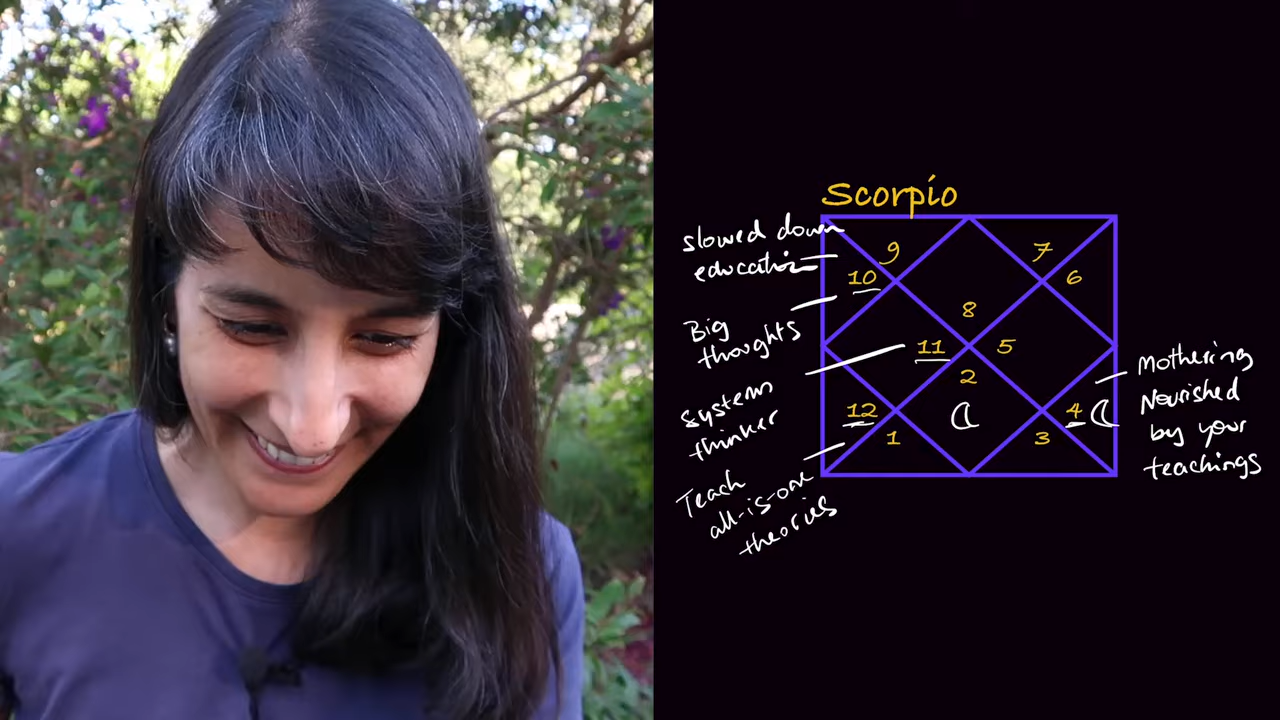 Scorpio
slowed down
education
9
7
10
6
8
Big
thoughts
11
5
2
systems
thinker
12
4
1
3
Mothering
Nourished
by your
teachings
Teach
all-is-one
theories